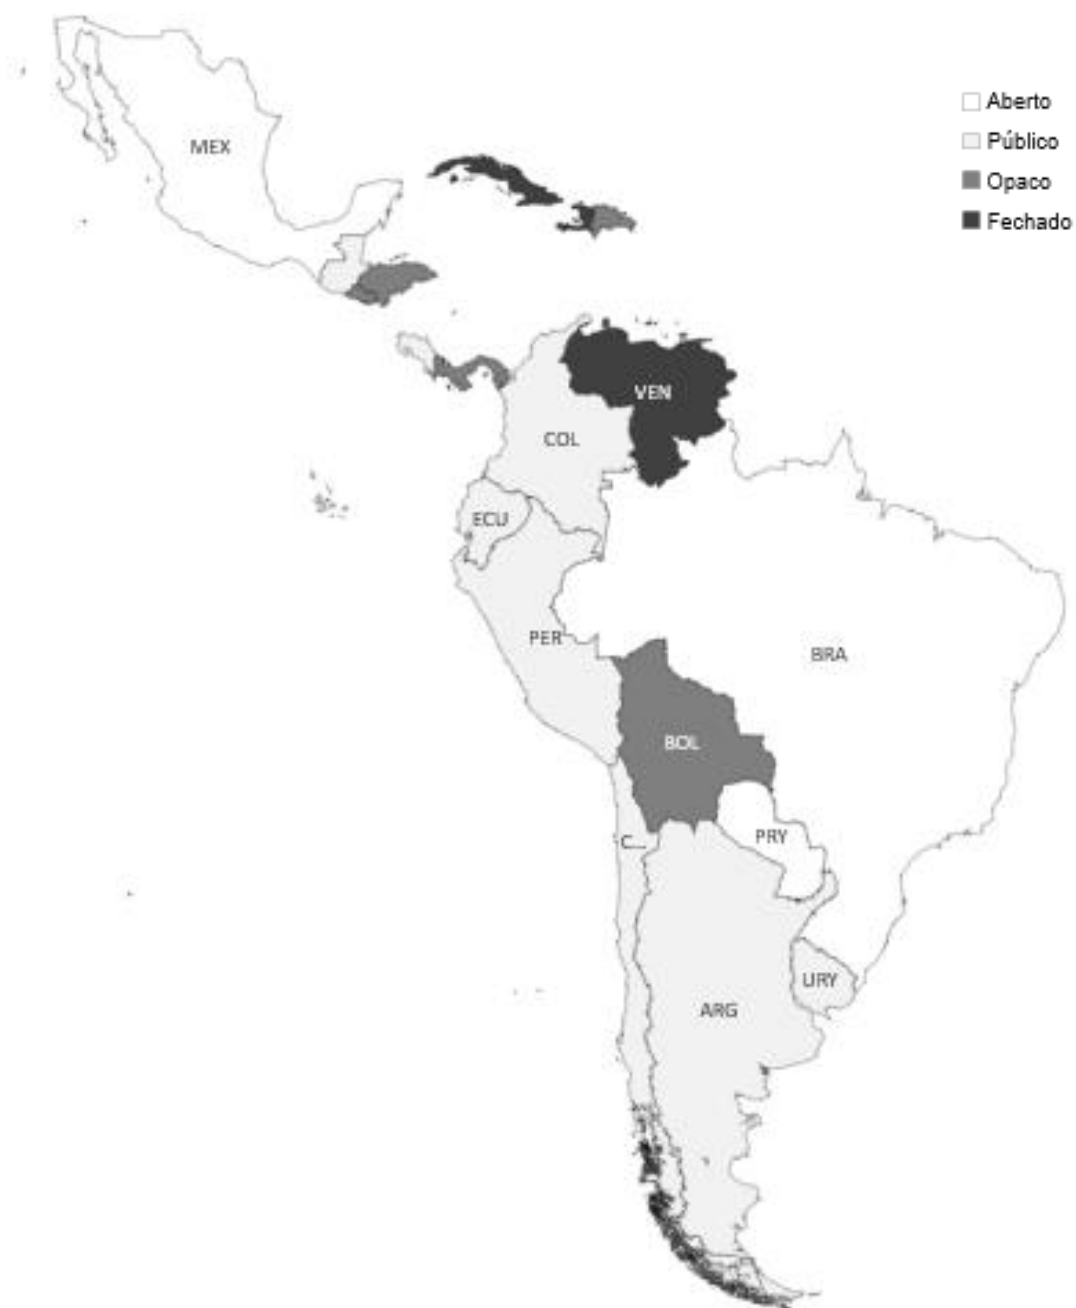 Aberto
Público
Opaco
Fechado
MEX
VEN
COL
ECU
PER
BRA
BOL
PRY
C...
URY
ARG